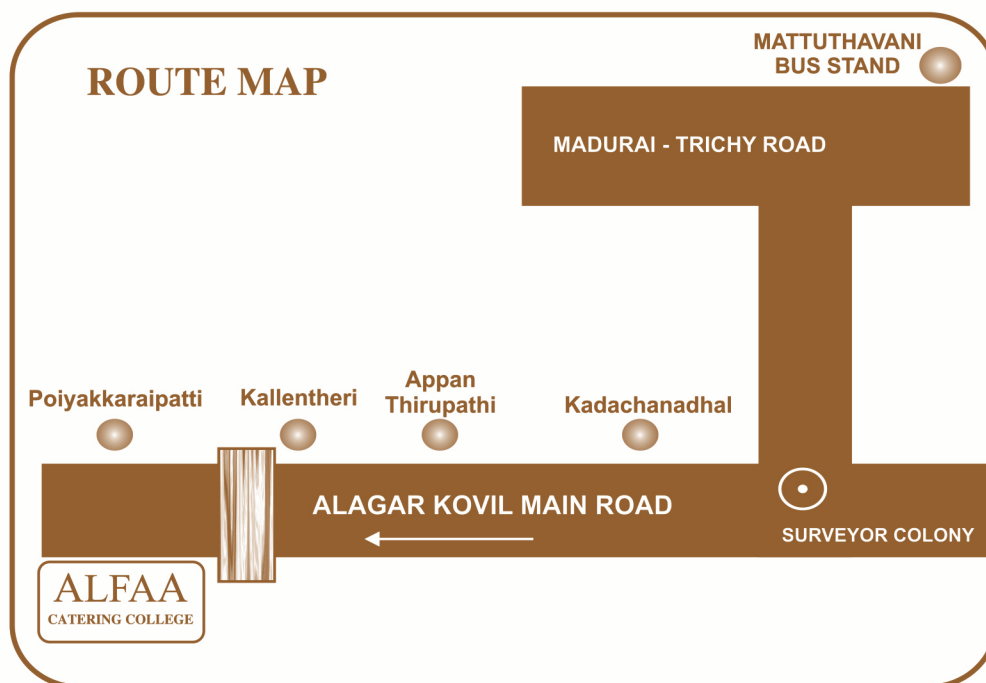 ROUTE MAP
MATTUTHAVANI
BUS STAND
MADURAI - TRICHY ROAD
Poiyakkaraipatti
Kallentheri
Appan
Thirupathi
Kadachanadhal
ALAGAR KOVIL MAIN ROAD
SURVEYOR COLONY
ALFAA
CATERING COLLEGE